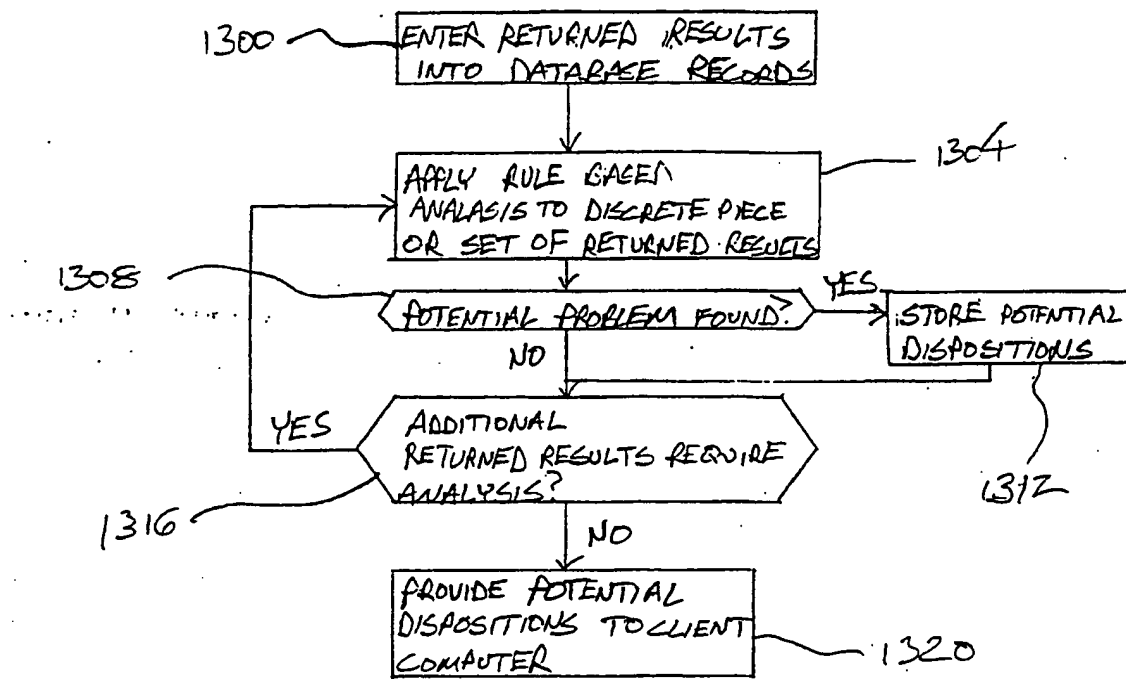 1300
ENTER RETURNED RESULTS
INTO DATABASE RECORDS
1304
APPLY RULE BASED
ANALASIS TO DISCRETE PIECE
OR SET OF RETURNED RESULTS
1308
POTENTIAL PROBLEM FOUND?
YES
STORE POTENTIAL
DISPOSITIONS
1312
NO
YES
ADDITIONAL
RETURNED RESULTS REQUIRE
ANALYSIS?
1316
NO
PROVIDE POTENTIAL
DISPOSITIONS TO CLIENT
COMPUTER
1320